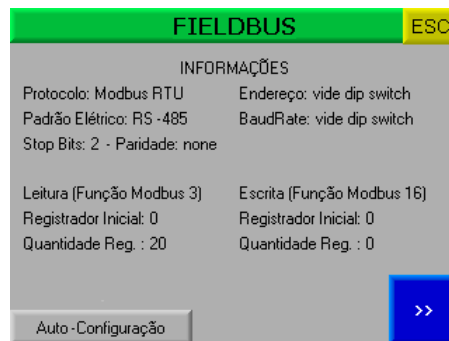 FIELDBUS
ESC
INFORMAÇÕES
Protocolo: Modbus RTU
Endereço: vide dip switch
Padrão Elétrico: RS -485
BaudRate: vide dip switch
Stop Bits: 2 - Paridade: none
Leitura (Função Modbus 3)
Escrita (Função Modbus 16)
Registrador Inicial: 0
Registrador Inicial: 0
Quantidade Reg. : 20
Quantidade Reg. : 0
Auto -Configuração
>>